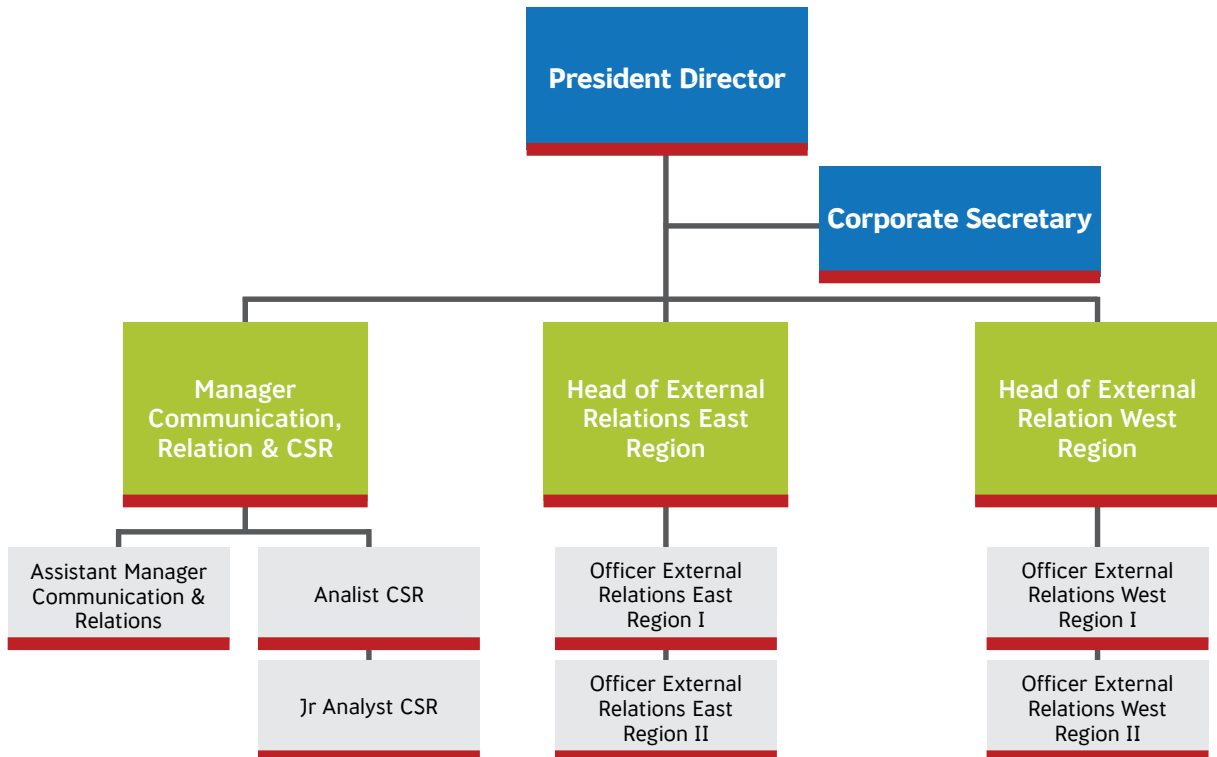 President Director
Corporate Secretary
Manager
Communication,
Relation & CSR
Head of External
Relations East
Region
Head of External
Relation West
Region
Assistant Manager
Communication &
Relations
Analist CSR
Officer External
Relations East
Region I
Officer External
Relations West
Region I
Jr Analyst CSR
Officer External
Relations East
Region II
Officer External
Relations West
Region II